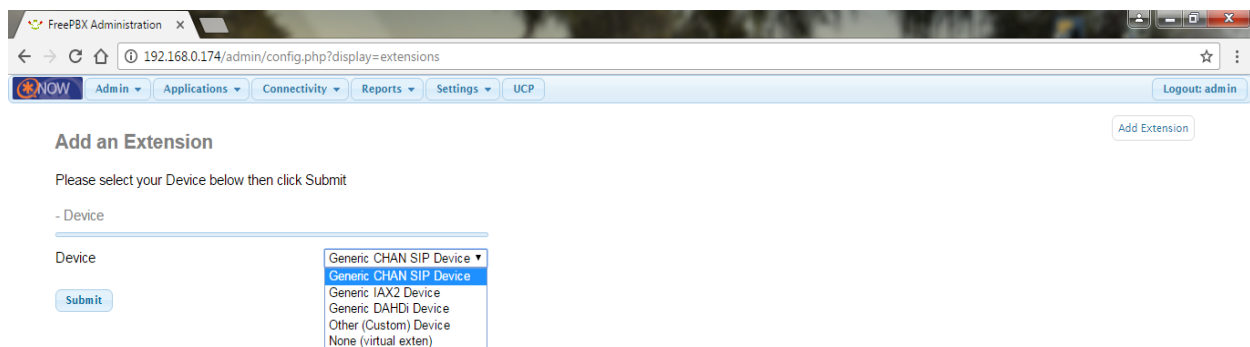 FreePBX Administration
192.168.0.174/admin/config.php?display=extensions
NOW Admin Applications Connectivity Reports Settings UCP Logout: admin
Add Extension
Add an Extension
Please select your Device below then click Submit
- Device
Device Generic CHAN SIP Device
Generic CHAN SIP Device
Generic IAX2 Device
Submit
Generic DAHDi Device
Other (Custom) Device
None (virtual exten)